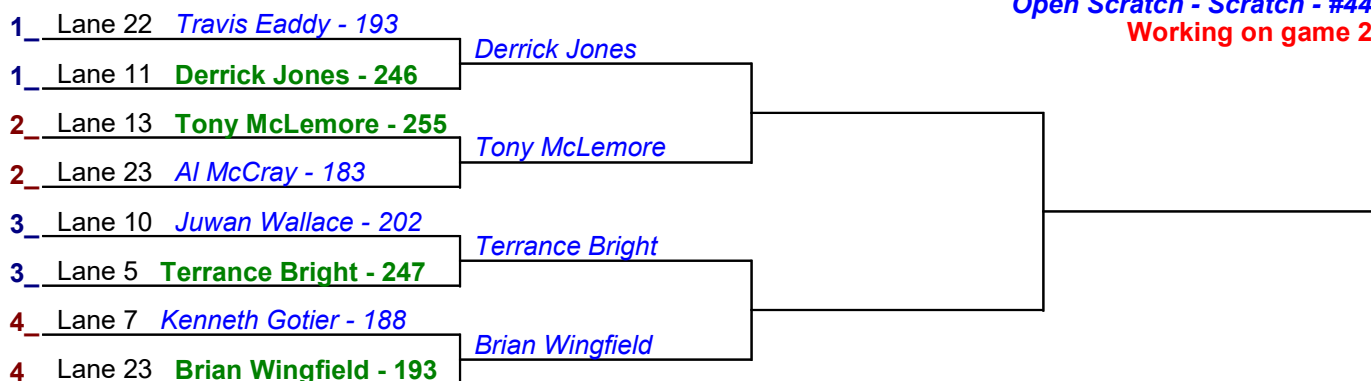 Open Scratch - Scratch - #44
Working on game 2
1_ Lane 22 Travis Eaddy - 193
Derrick Jones
1_ Lane 11 Derrick Jones - 246
2_ Lane 13 Tony McLemore - 255
Tony McLemore
2_ Lane 23 Al McCray - 183
3_ Lane 10 Juwan Wallace - 202
Terrance Bright
3_ Lane 5 Terrance Bright - 247
4_ Lane 7 Kenneth Gotier - 188
Brian Wingfield
4 Lane 23 Brian Wingfield - 193